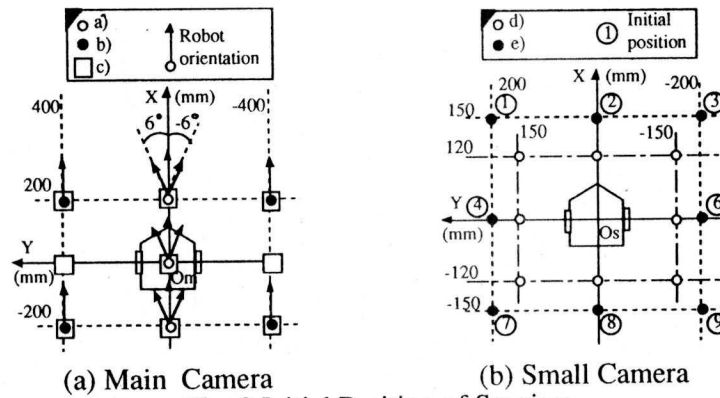 a)
b)
c)
Robot
orientation
400
X
(mm)
-400
6°
-6°
200
Y
(mm)
Om
-200
(a) Main Camera
d)
e)
① Initial
position
X
(mm)
200
-200
150
①
②
③
150
-150
120
Y
④
(mm)
Os
⑥
-120
-150
⑦
⑧
⑨
(b) Small Camera